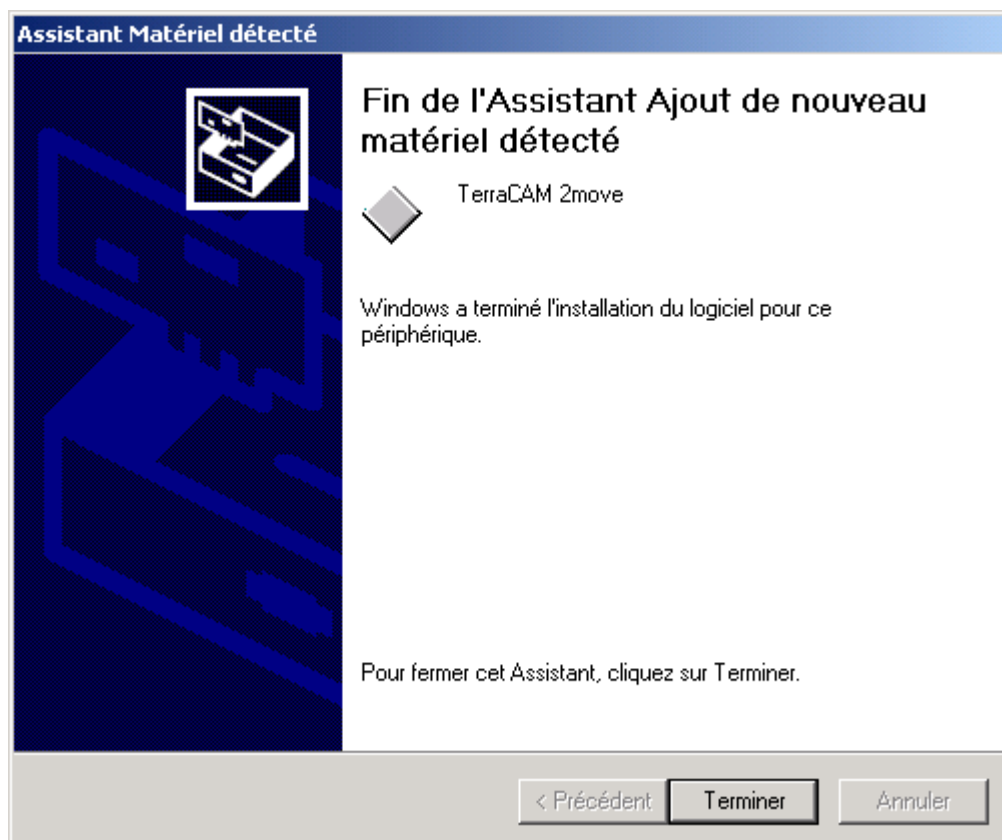 Assistant Matériel détecté
Fin de l'Assistant Ajout de nouveau
matériel détecté
TerraCAM 2move
Windows a terminé l'installation du logiciel pour ce
périphérique.
Pour fermer cet Assistant, cliquez sur Terminer.
< Précédent Terminer Annuler